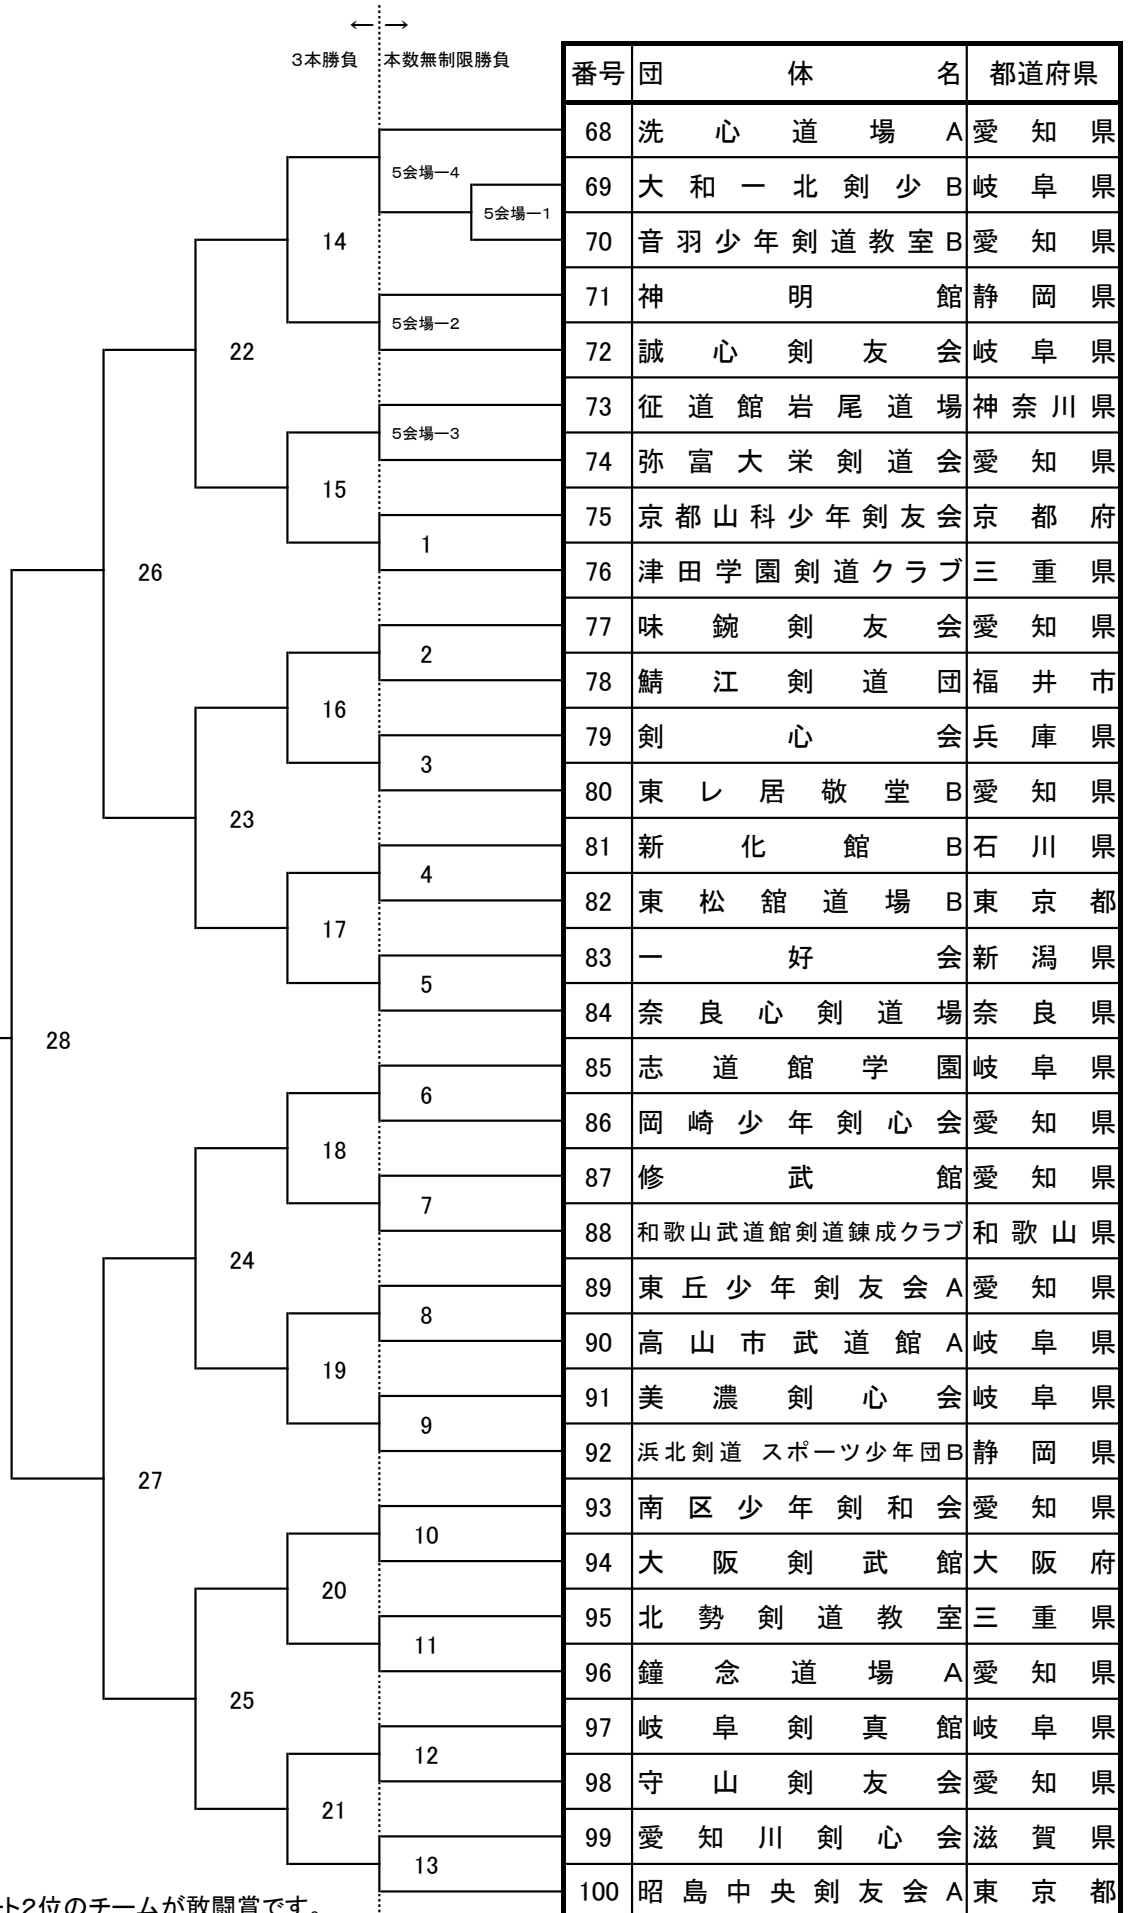 ← →
3本勝負 本数無制限勝負
番号 団体名 都道府県
68 洗心道場A 愛知県
5会場ー4
69 大和一北剣少B 岐阜県
5会場ー1
14
70 音羽少年剣道教室B 愛知県
71 神明館 静岡県
5会場ー2
22
72 誠心剣友会 岐阜県
73 征道館岩尾道場 神奈川県
5会場ー3
74 弥富大栄剣道会 愛知県
15
75 京都山科少年剣友会 京都府
1
26
76 津田学園剣道クラブ 三重県
77 味鋺剣友会 愛知県
2
78 鯖江剣道団 福井市
16
79 剣心会 兵庫県
3
80 東レ居敬堂B 愛知県
23
81 新化館B 石川県
4
82 東松舘道場B 東京都
17
83 一好会 新潟県
5
84 奈良心剣道場 奈良県
28
85 志道館学園 岐阜県
6
86 岡崎少年剣心会 愛知県
18
87 修武館 愛知県
7
88 和歌山武道館剣道錬成クラブ 和歌山県
24
89 東丘少年剣友会A 愛知県
8
90 高山市武道館A 岐阜県
19
91 美濃剣心会 岐阜県
9
92 浜北剣道 スポーツ少年団B 静岡県
27
93 南区少年剣和会 愛知県
10
94 大阪剣武館 大阪府
20
95 北勢剣道教室 三重県
11
96 鐘念道場A 愛知県
25
97 岐阜剣真館 岐阜県
12
98 守山剣友会 愛知県
21
99 愛知川剣心会 滋賀県
13
100 昭島中央剣友会A 東京都
ト2位のチームが敢闘賞です。